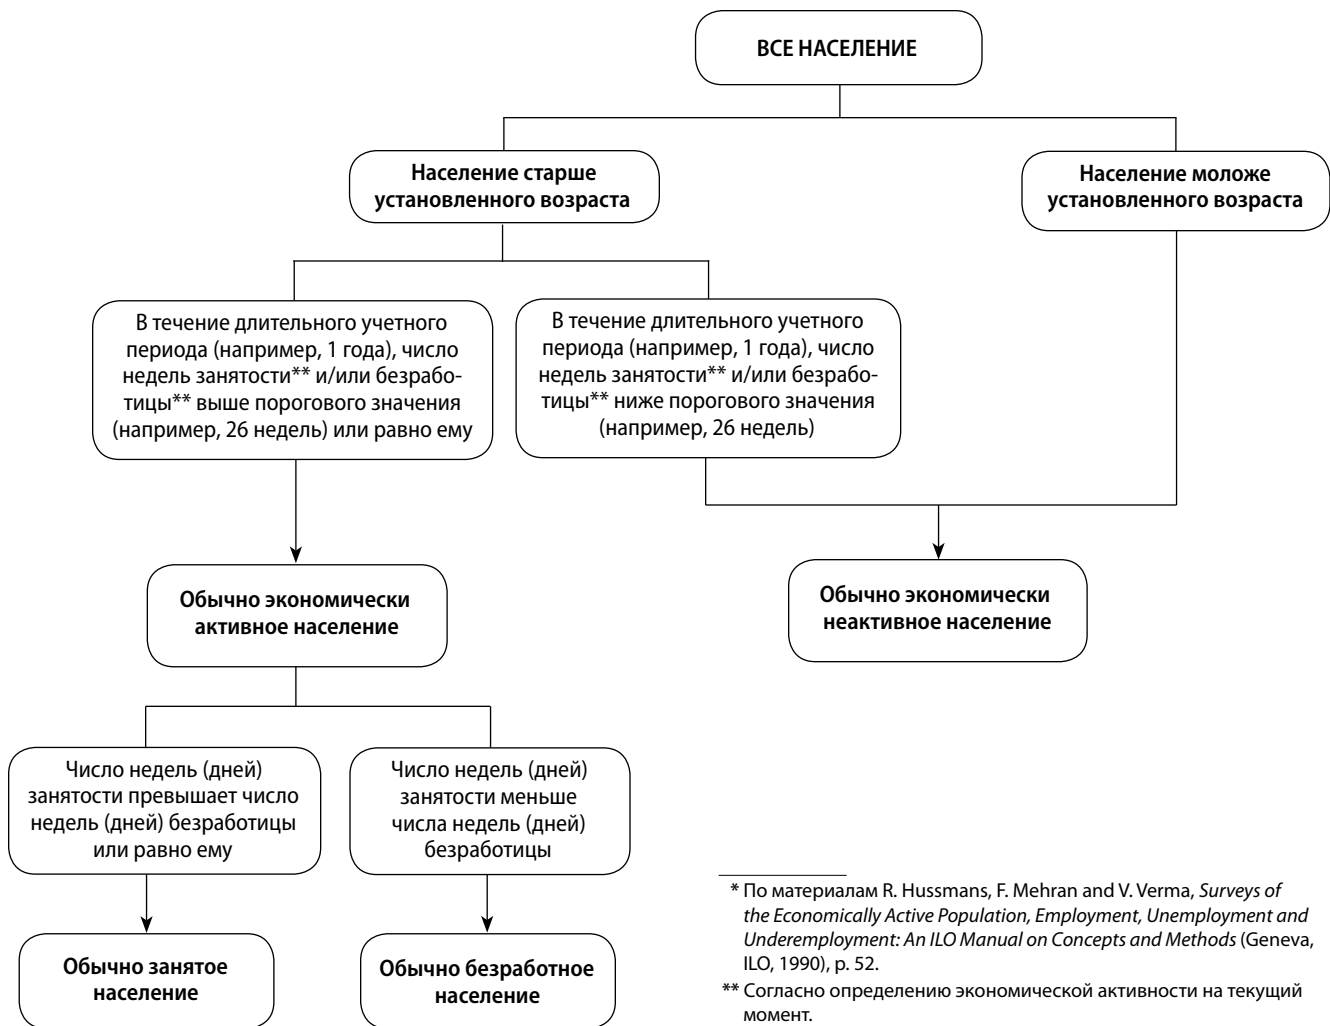 ВСЕ НАСЕЛЕНИЕ
Население старше
установленного возраста
Население моложе
установленного возраста
В течение длительного учетного
периода (например, 1 года), число
недель занятости** и/или безрабо-
тицы** выше порогового значения
(например, 26 недель) или равно ему
В течение длительного учетного
периода (например, 1 года), число
недель занятости** и/или безрабо-
тицы** ниже порогового значения
(например, 26 недель)
Обычно экономически
активное население
Обычно экономически
неактивное население
Число недель (дней)
занятости превышает число
недель (дней) безработицы
или равно ему
Число недель (дней)
занятости меньше
числа недель (дней)
безработицы
Обычно занятое
население
Обычно безработное
население
* По материалам R. Hussmans, F. Mehran and V. Verma, Surveys of
the Economically Active Population, Employment, Unemployment and
Underemployment: An ILO Manual on Concepts and Methods (Geneva,
ILO, 1990), p. 52.
** Согласно определению экономической активности на текущий
момент.